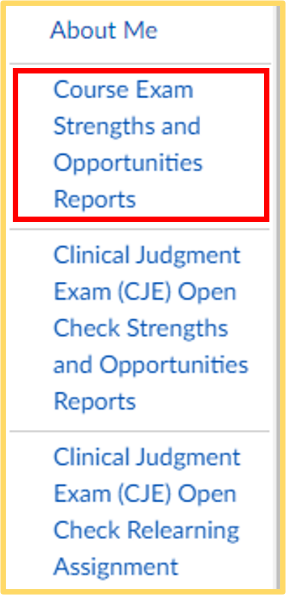 About Me
Course Exam
Strengths and
Opportunities
Reports
Clinical Judgment
Exam (CJE) Open
Check Strengths
and Opportunities
Reports
Clinical Judgment
Exam (CJE) Open
Check Relearning
Assignment